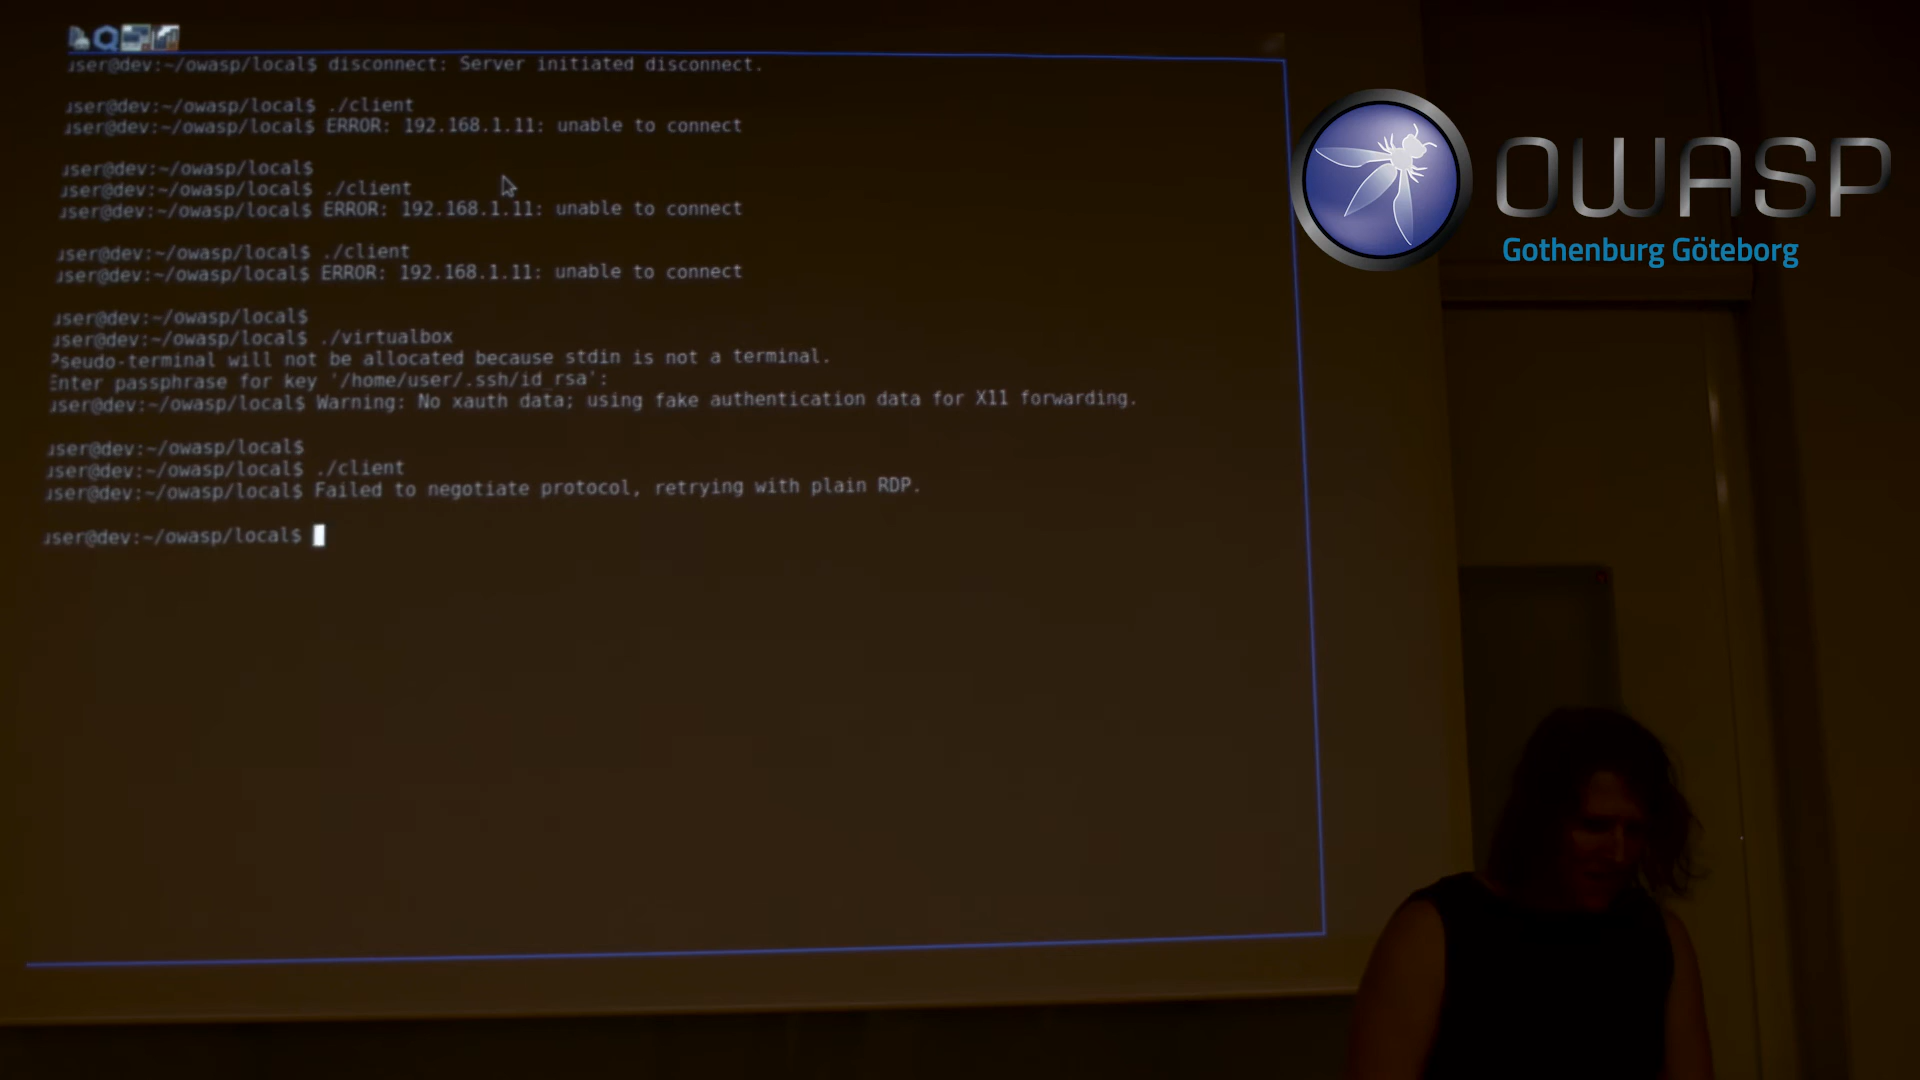 user@dev:~/owasp/local$ disconnect: Server initiated disconnect.
user@dev:~/owasp/local$ ./client
user@dev:~/owasp/local$ ERROR: 192.168.1.11: unable to connect
user@dev:~/owasp/local$
user@dev:~/owasp/local$ ./client
user@dev:~/owasp/local$ ERROR: 192.168.1.11: unable to connect
user@dev:~/owasp/local$ ./client
user@dev:~/owasp/local$ ERROR: 192.168.1.11: unable to connect
user@dev:~/owasp/local$
user@dev:~/owasp/local$ ./virtualbox
Pseudo-terminal will not be allocated because stdin is not a terminal.
Enter passphrase for key '/home/user/.ssh/id_rsa':
user@dev:~/owasp/local$ Warning: No xauth data; using fake authentication data for X11 forwarding.
user@dev:~/owasp/local$
user@dev:~/owasp/local$ ./client
user@dev:~/owasp/local$ Failed to negotiate protocol, retrying with plain RDP.
user@dev:~/owasp/local$
OWASP
Gothenburg Göteborg